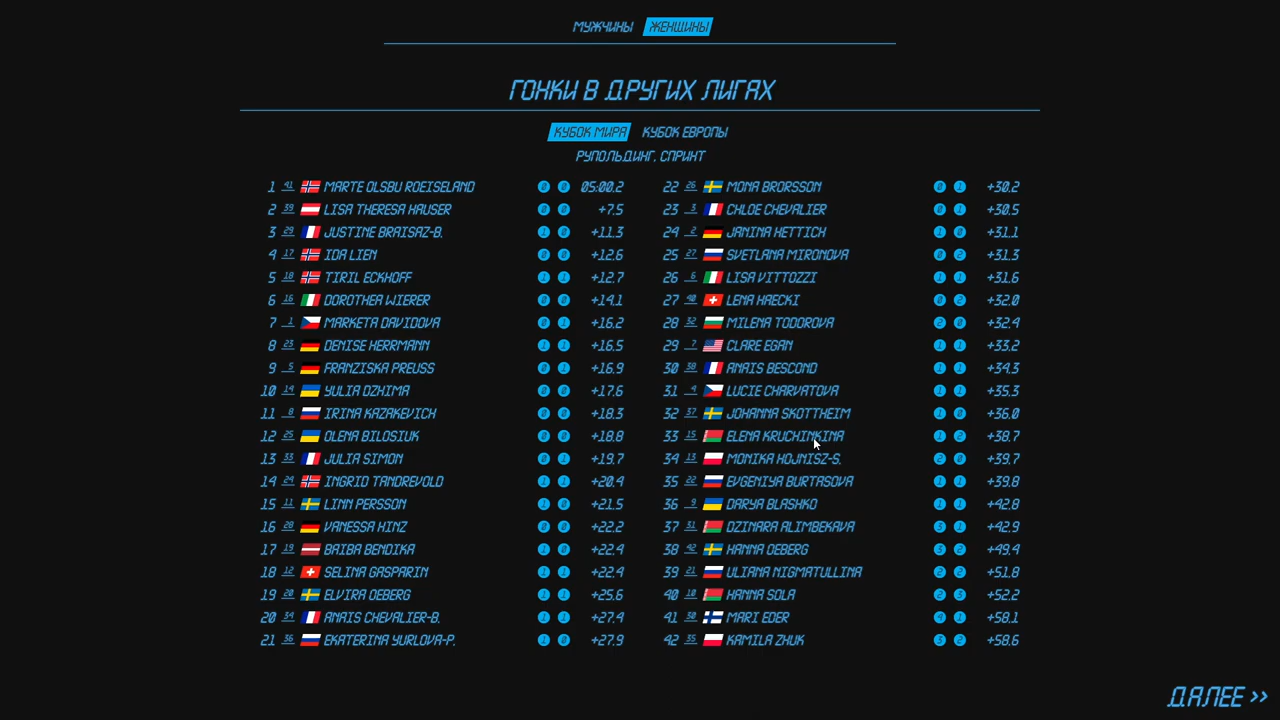 МУЖЧИНЫ ЖЕНЩИНЫ
ГОНКИ В ДРУГИХ ЛИГАХ
КУБОК МИРА КУБОК ЕВРОПЫ
РУПОЛЬДИНГ, СПРИНТ
1 41 MARTE OLSBU ROEISELAND 0 0 05:00.2
2 39 LISA THERESA HAUSER 0 0 +7.5
3 29 JUSTINE BRAISAZ-B. 1 0 +11.3
4 17 IDA LIEN 0 0 +12.6
5 18 TIRIL ECKHOFF 1 1 +12.7
6 16 DOROTHEA WIERER 0 0 +14.1
7 1 MARKETA DAVIDOVA 0 1 +16.2
8 23 DENISE HERRMANN 1 1 +16.5
9 5 FRANZISKA PREUSS 0 1 +16.9
10 14 YULIA DZHIMA 0 0 +17.6
11 8 IRINA KAZAKEVICH 0 0 +18.3
12 25 OLENA BILOSIUK 0 0 +18.8
13 33 JULIA SIMON 1 0 +19.7
14 24 INGRID TANDREVOLD 1 0 +20.4
15 11 LINN PERSSON 0 1 +21.5
16 28 VANESSA HINZ 0 0 +22.2
17 19 BAIBA BENDIKA 1 0 +22.4
18 12 SELINA GASPARIN 1 0 +22.4
19 20 ELVIRA OEBERG 1 1 +25.6
20 34 ANAIS CHEVALIER-B. 1 1 +27.4
21 36 EKATERINA YURLOVA-P. 1 0 +27.9
22 26 MONA BRORSSON 0 1 +30.2
23 3 CHLOE CHEVALIER 0 1 +30.5
24 2 JANINA HETTICH 1 0 +31.1
25 27 SVETLANA MIRONOVA 0 2 +31.3
26 6 LISA VITTOZZI 1 1 +31.6
27 40 LENA HAECKI 0 2 +32.0
28 32 MILENA TODOROVA 2 0 +32.4
29 7 CLARE EGAN 1 1 +33.2
30 38 ANAIS BESCOND 1 1 +34.3
31 4 LUCIE CHARVATOVA 1 1 +35.3
32 37 JOHANNA SKOTTHEIM 1 0 +36.0
33 15 ELENA KRUCHINKINA 1 2 +38.7
34 13 MONIKA HOJNISZ-S. 2 0 +39.7
35 22 EVGENIYA BURTASOVA 1 1 +39.8
36 9 DARYA BLASHKO 1 1 +42.8
37 31 DZINARA ALIMBEKAVA 3 1 +42.9
38 42 HANNA OEBERG 3 2 +49.4
39 21 ULIANA NIGMATULLINA 2 2 +51.8
40 10 HANNA SOLA 2 3 +52.2
41 30 MARI EDER 4 1 +58.1
42 35 KAMILA ZHUK 3 2 +58.6
ДАЛЕЕ >>